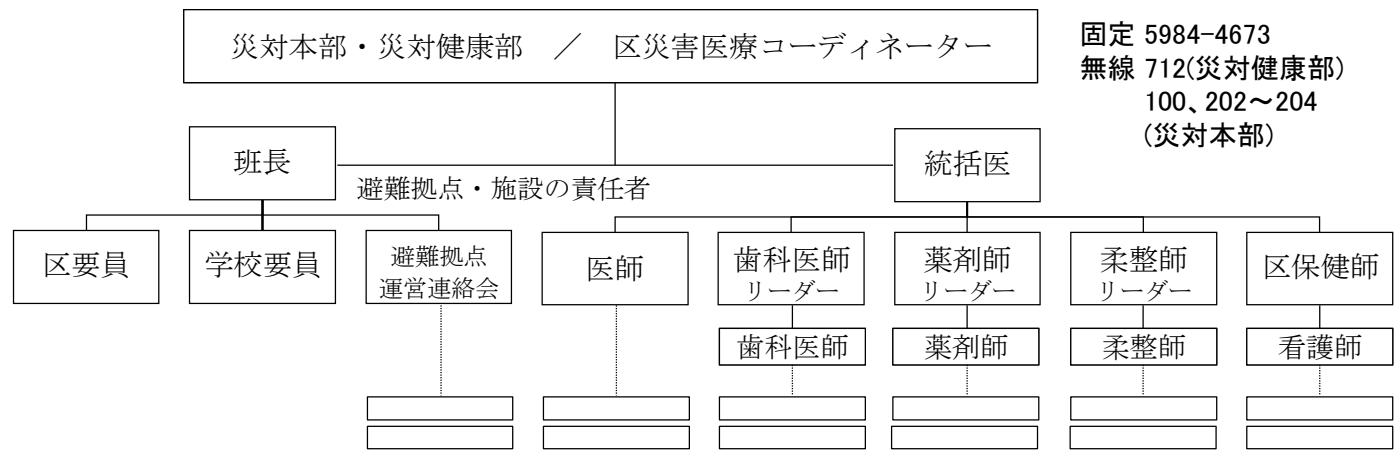 災対本部・災対健康部 ／ 区災害医療コーディネーター
固定 5984-4673
無線 712(災対健康部)
100、202～204
(災対本部)
班長
統括医
避難拠点・施設の責任者
区要員
学校要員
避難拠点
運営連絡会
医師
歯科医師
リーダー
薬剤師
リーダー
柔整師
リーダー
区保健師
歯科医師
薬剤師
柔整師
看護師